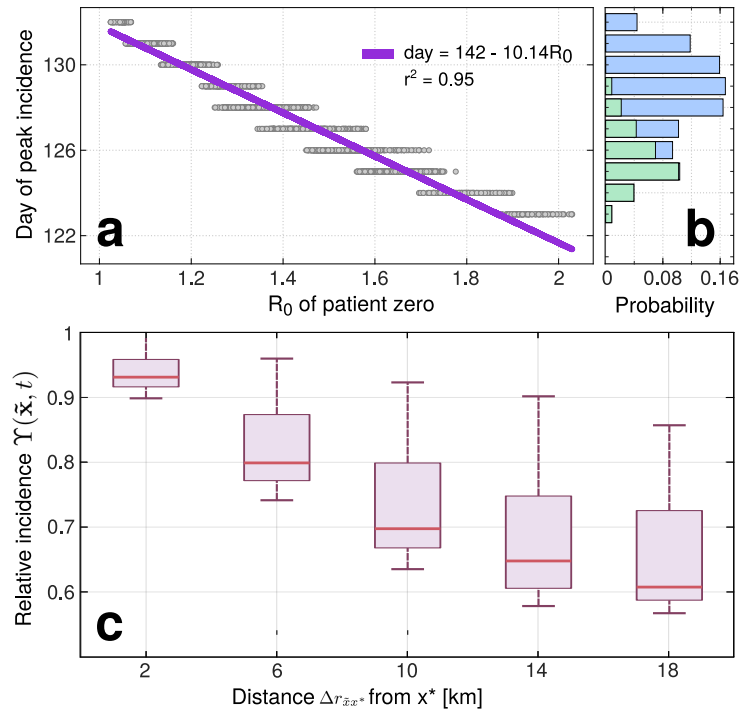 day = 142 - 10.14R₀
r² = 0.95
130
126
122
Day of peak incidence
1
1.2
1.4
1.6
1.8
2
R₀ of patient zero
a
b
0
0.08
0.16
Probability
1
0.9
0.8
0.7
0.6
Relative incidence ϒ(x̃, t)
c
2
6
10
14
18
Distance Δr_x̃x* from x* [km]